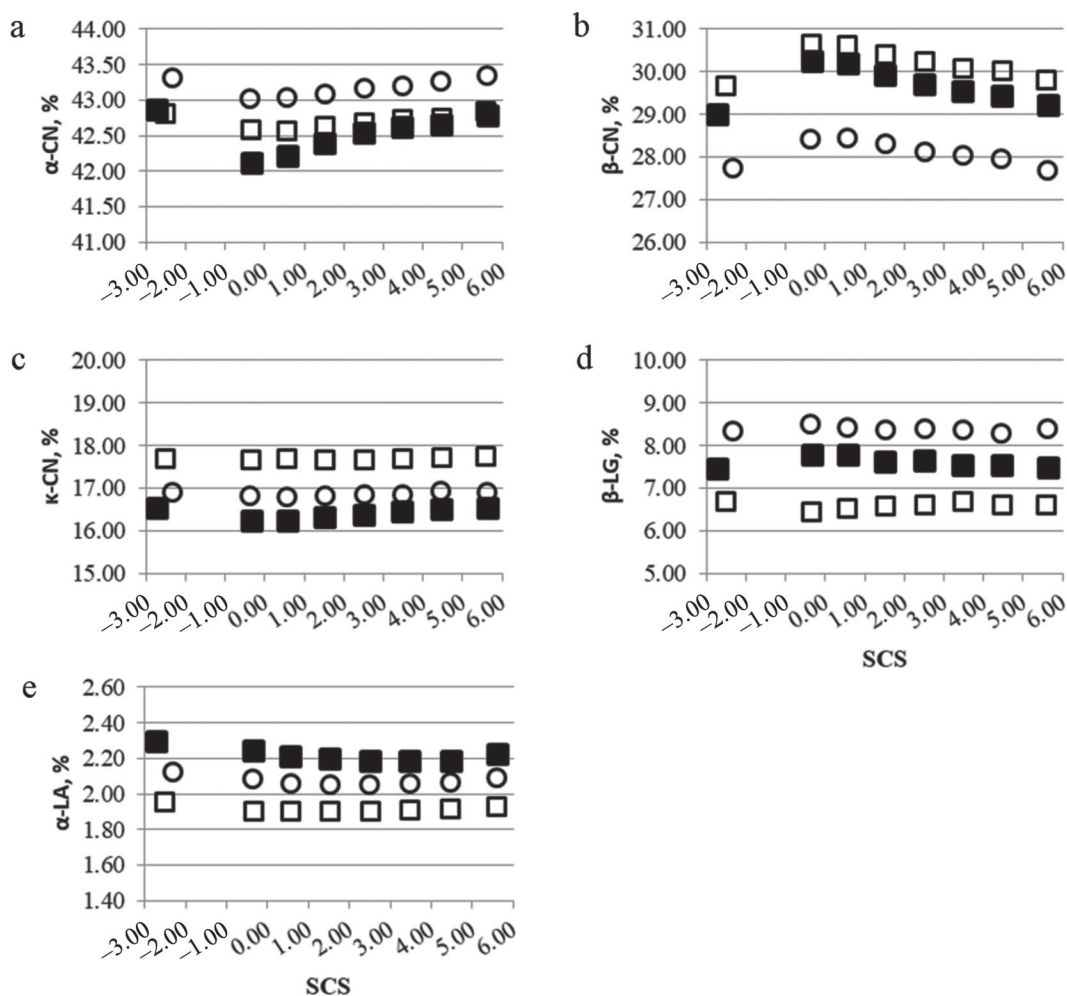 a
α-CN, %
44.00
43.50
43.00
42.50
42.00
41.50
41.00
–3.00 –2.00 –1.00 0.00 1.00 2.00 3.00 4.00 5.00 6.00
b
β-CN, %
31.00
30.00
29.00
28.00
27.00
26.00
–3.00 –2.00 –1.00 0.00 1.00 2.00 3.00 4.00 5.00 6.00
c
κ-CN, %
20.00
19.00
18.00
17.00
16.00
15.00
–3.00 –2.00 –1.00 0.00 1.00 2.00 3.00 4.00 5.00 6.00
d
β-LG, %
10.00
9.00
8.00
7.00
6.00
5.00
–3.00 –2.00 –1.00 0.00 1.00 2.00 3.00 4.00 5.00 6.00
SCS
e
α-LA, %
2.60
2.40
2.20
2.00
1.80
1.60
1.40
–3.00 –2.00 –1.00 0.00 1.00 2.00 3.00 4.00 5.00 6.00
SCS